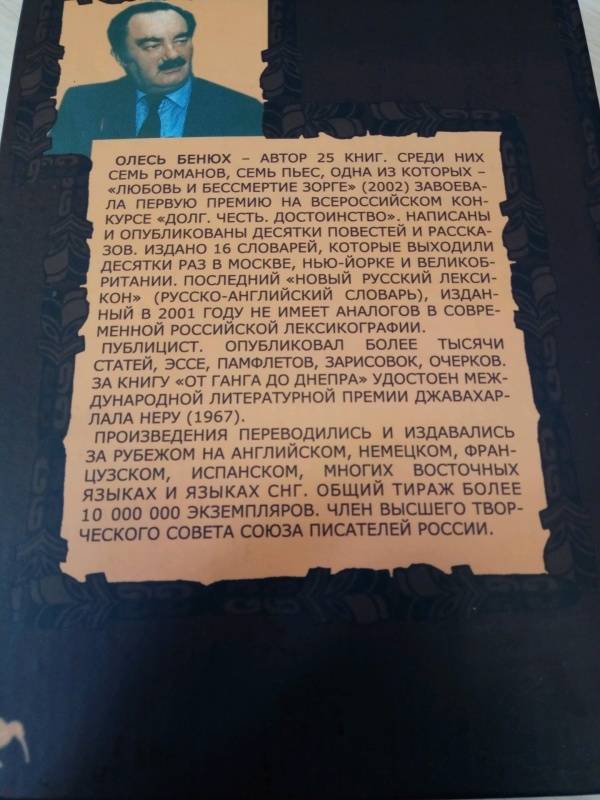 ОЛЕСЬ БЕНЮХ – АВТОР 25 КНИГ. СРЕДИ НИХ
СЕМЬ РОМАНОВ, СЕМЬ ПЬЕС, ОДНА ИЗ КОТОРЫХ –
«ЛЮБОВЬ И БЕССМЕРТИЕ ЗОРГЕ» (2002) ЗАВОЕВА-
ЛА ПЕРВУЮ ПРЕМИЮ НА ВСЕРОССИЙСКОМ КОН-
КУРСЕ «ДОЛГ. ЧЕСТЬ. ДОСТОИНСТВО». НАПИСАНЫ
И ОПУБЛИКОВАНЫ ДЕСЯТКИ ПОВЕСТЕЙ И РАССКА-
ЗОВ. ИЗДАНО 16 СЛОВАРЕЙ, КОТОРЫЕ ВЫХОДИЛИ
ДЕСЯТКИ РАЗ В МОСКВЕ, НЬЮ-ЙОРКЕ И ВЕЛИКОБ-
РИТАНИИ. ПОСЛЕДНИЙ «НОВЫЙ РУССКИЙ ЛЕКСИ-
КОН» (РУССКО-АНГЛИЙСКИЙ СЛОВАРЬ), ИЗДАН-
НЫЙ В 2001 ГОДУ НЕ ИМЕЕТ АНАЛОГОВ В СОВРЕ-
МЕННОЙ РОССИЙСКОЙ ЛЕКСИКОГРАФИИ.
ПУБЛИЦИСТ. ОПУБЛИКОВАЛ БОЛЕЕ ТЫСЯЧИ
СТАТЕЙ, ЭССЕ, ПАМФЛЕТОВ, ЗАРИСОВОК, ОЧЕРКОВ.
ЗА КНИГУ «ОТ ГАНГА ДО ДНЕПРА» УДОСТОЕН МЕЖ-
ДУНАРОДНОЙ ЛИТЕРАТУРНОЙ ПРЕМИИ ДЖАВАХАР-
ЛАЛА НЕРУ (1967).
ПРОИЗВЕДЕНИЯ ПЕРЕВОДИЛИСЬ И ИЗДАВАЛИСЬ
ЗА РУБЕЖОМ НА АНГЛИЙСКОМ, НЕМЕЦКОМ, ФРАН-
ЦУЗСКОМ, ИСПАНСКОМ, МНОГИХ ВОСТОЧНЫХ
ЯЗЫКАХ И ЯЗЫКАХ СНГ. ОБЩИЙ ТИРАЖ БОЛЕЕ
10 000 000 ЭКЗЕМПЛЯРОВ. ЧЛЕН ВЫСШЕГО ТВОР-
ЧЕСКОГО СОВЕТА СОЮЗА ПИСАТЕЛЕЙ РОССИИ.